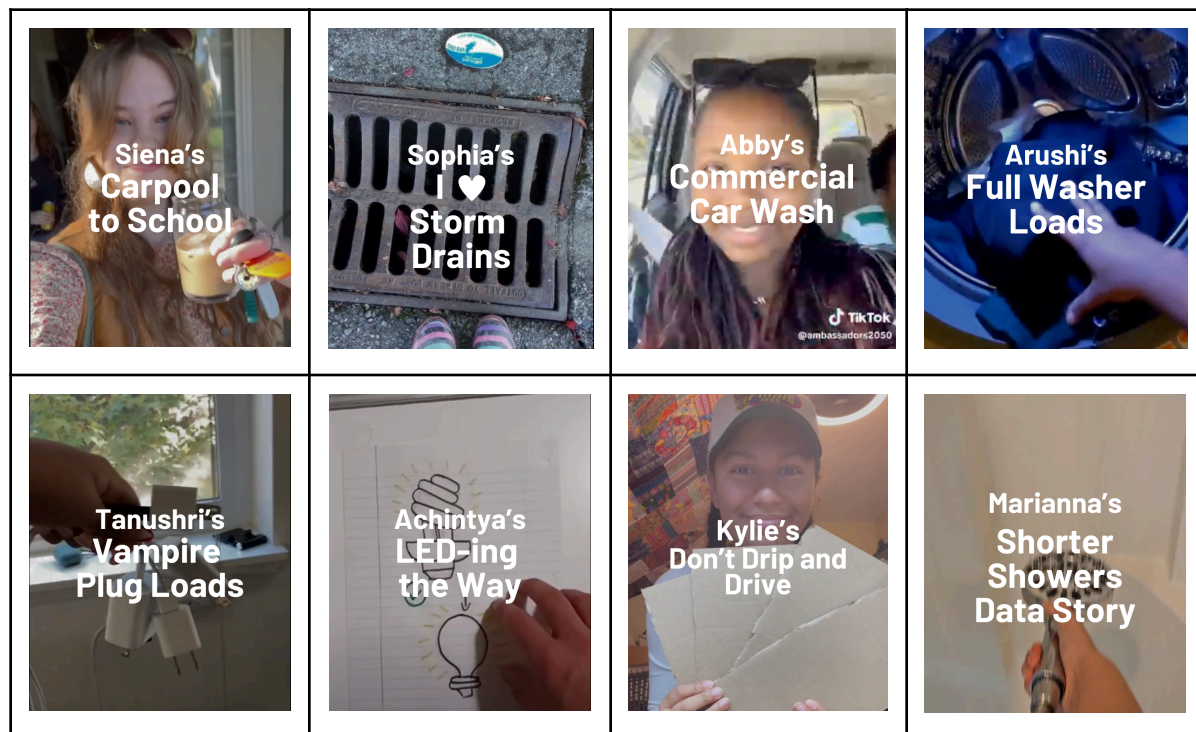 Siena's
Carpool
to School
Sophia's
I ♥
Storm
Drains
Abby's
Commercial
Car Wash
TikTok
@ambassadors2050
Arushi's
Full Washer
Loads
Tanushri's
Vampire
Plug Loads
Achintya's
LED-ing
the Way
Kylie's
Don't Drip and
Drive
Marianna's
Shorter
Showers
Data Story